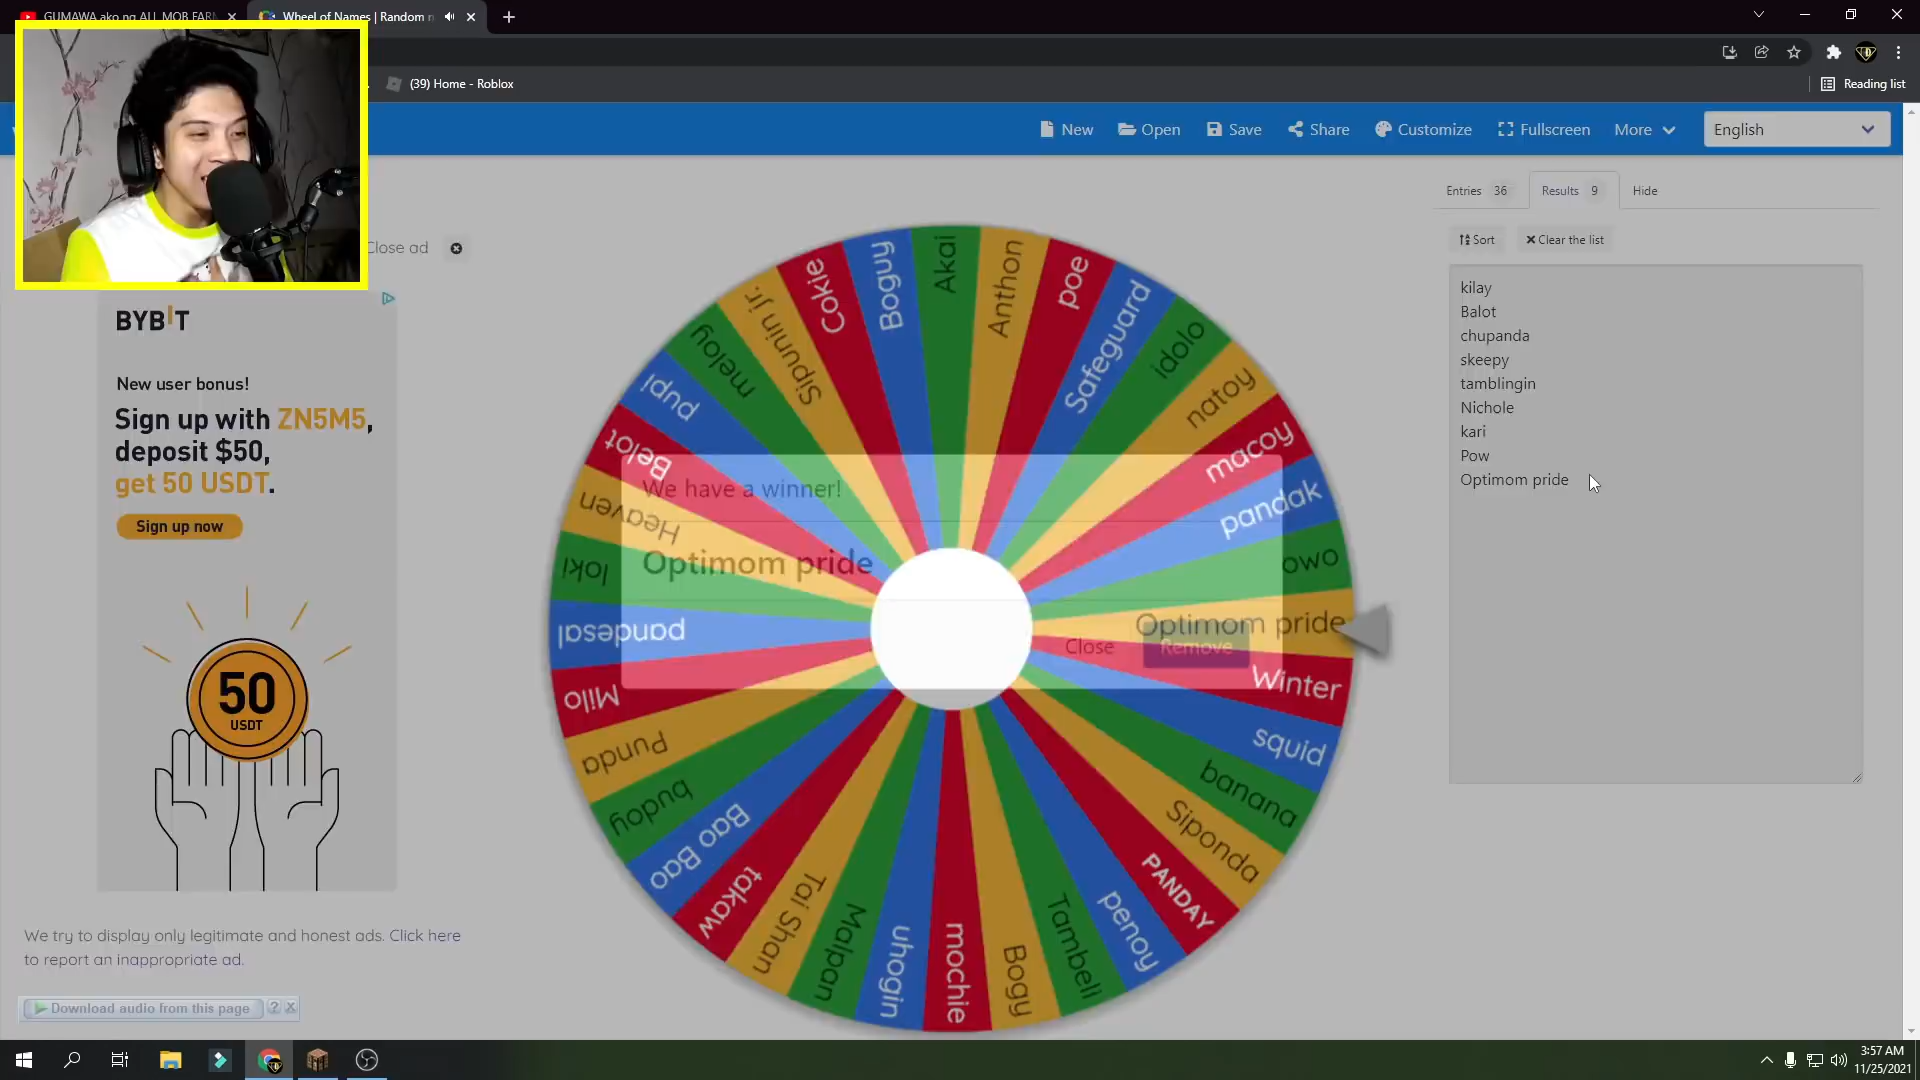 GUMAWA ako ng ALL MOB FARM
Wheel of Names | Random n
(39) Home - Roblox
Reading list
New
Open
Save
Share
Customize
Fullscreen
More
English
Entries 36
Results 9
Hide
Sort
Clear the list
kilay
Balot
chupanda
skeepy
tamblingin
Nichole
kari
Pow
Optimom pride
Close ad
BYBIT
New user bonus!
Sign up with ZN5M5,
deposit $50,
get 50 USDT.
Sign up now
50
USDT
We try to display only legitimate and honest ads. Click here
to report an inappropriate ad.
Download audio from this page
?
We have a winner!
Optimom pride
Close
Remove
Akai
Anthon
poe
Safeguard
idolo
natoy
macoy
pandak
owo
Optimom pride
Winter
squid
banana
Siponda
PANDAY
penoy
Tambeli
Bogy
mochie
uhogin
Malpan
Tai Shan
takaw
Bao Bao
budoy
Punda
Milo
pandesal
loki
Heaven
Belot
pupi
meloy
Sipunin jr.
Cokie
Boguy
3:57 AM
11/25/2021